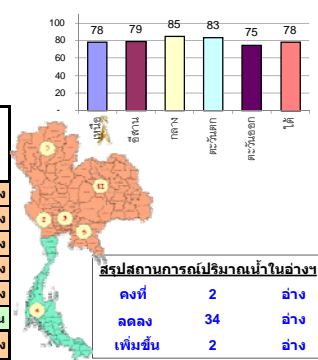 100
80
60
40
20
-
78 79 85 83 75 78
เหนือ อีสาน กลาง ตะวันตก ตะวันออก ใต้
สรุปสถานการณ์ปริมาณน้ำในอ่างฯ
คงที่ 2 อ่าง
ลดลง 34 อ่าง
เพิ่มขึ้น 2 อ่าง